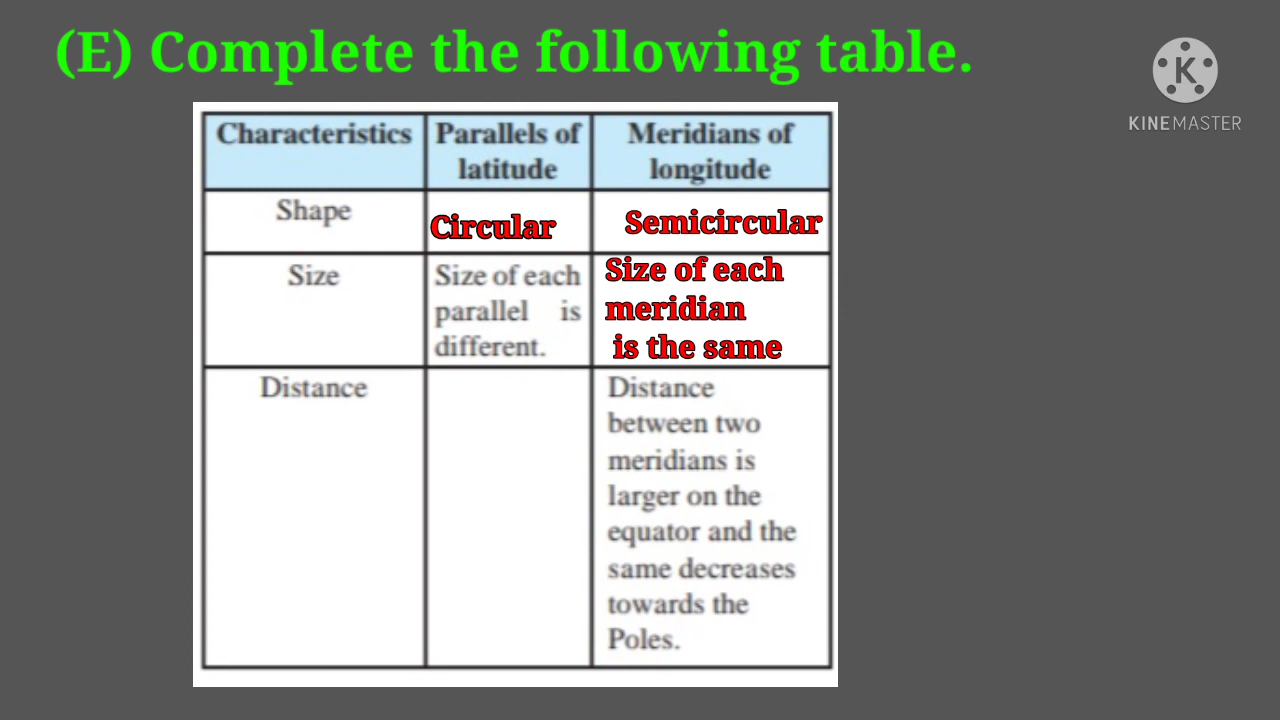 (E) Complete the following table.
KINEMASTER
Characteristics
Parallels of
latitude
Meridians of
longitude
Shape
Circular
Semicircular
Size
Size of each
parallel is
different.
Size of each
meridian
is the same
Distance
Distance
between two
meridians is
larger on the
equator and the
same decreases
towards the
Poles.